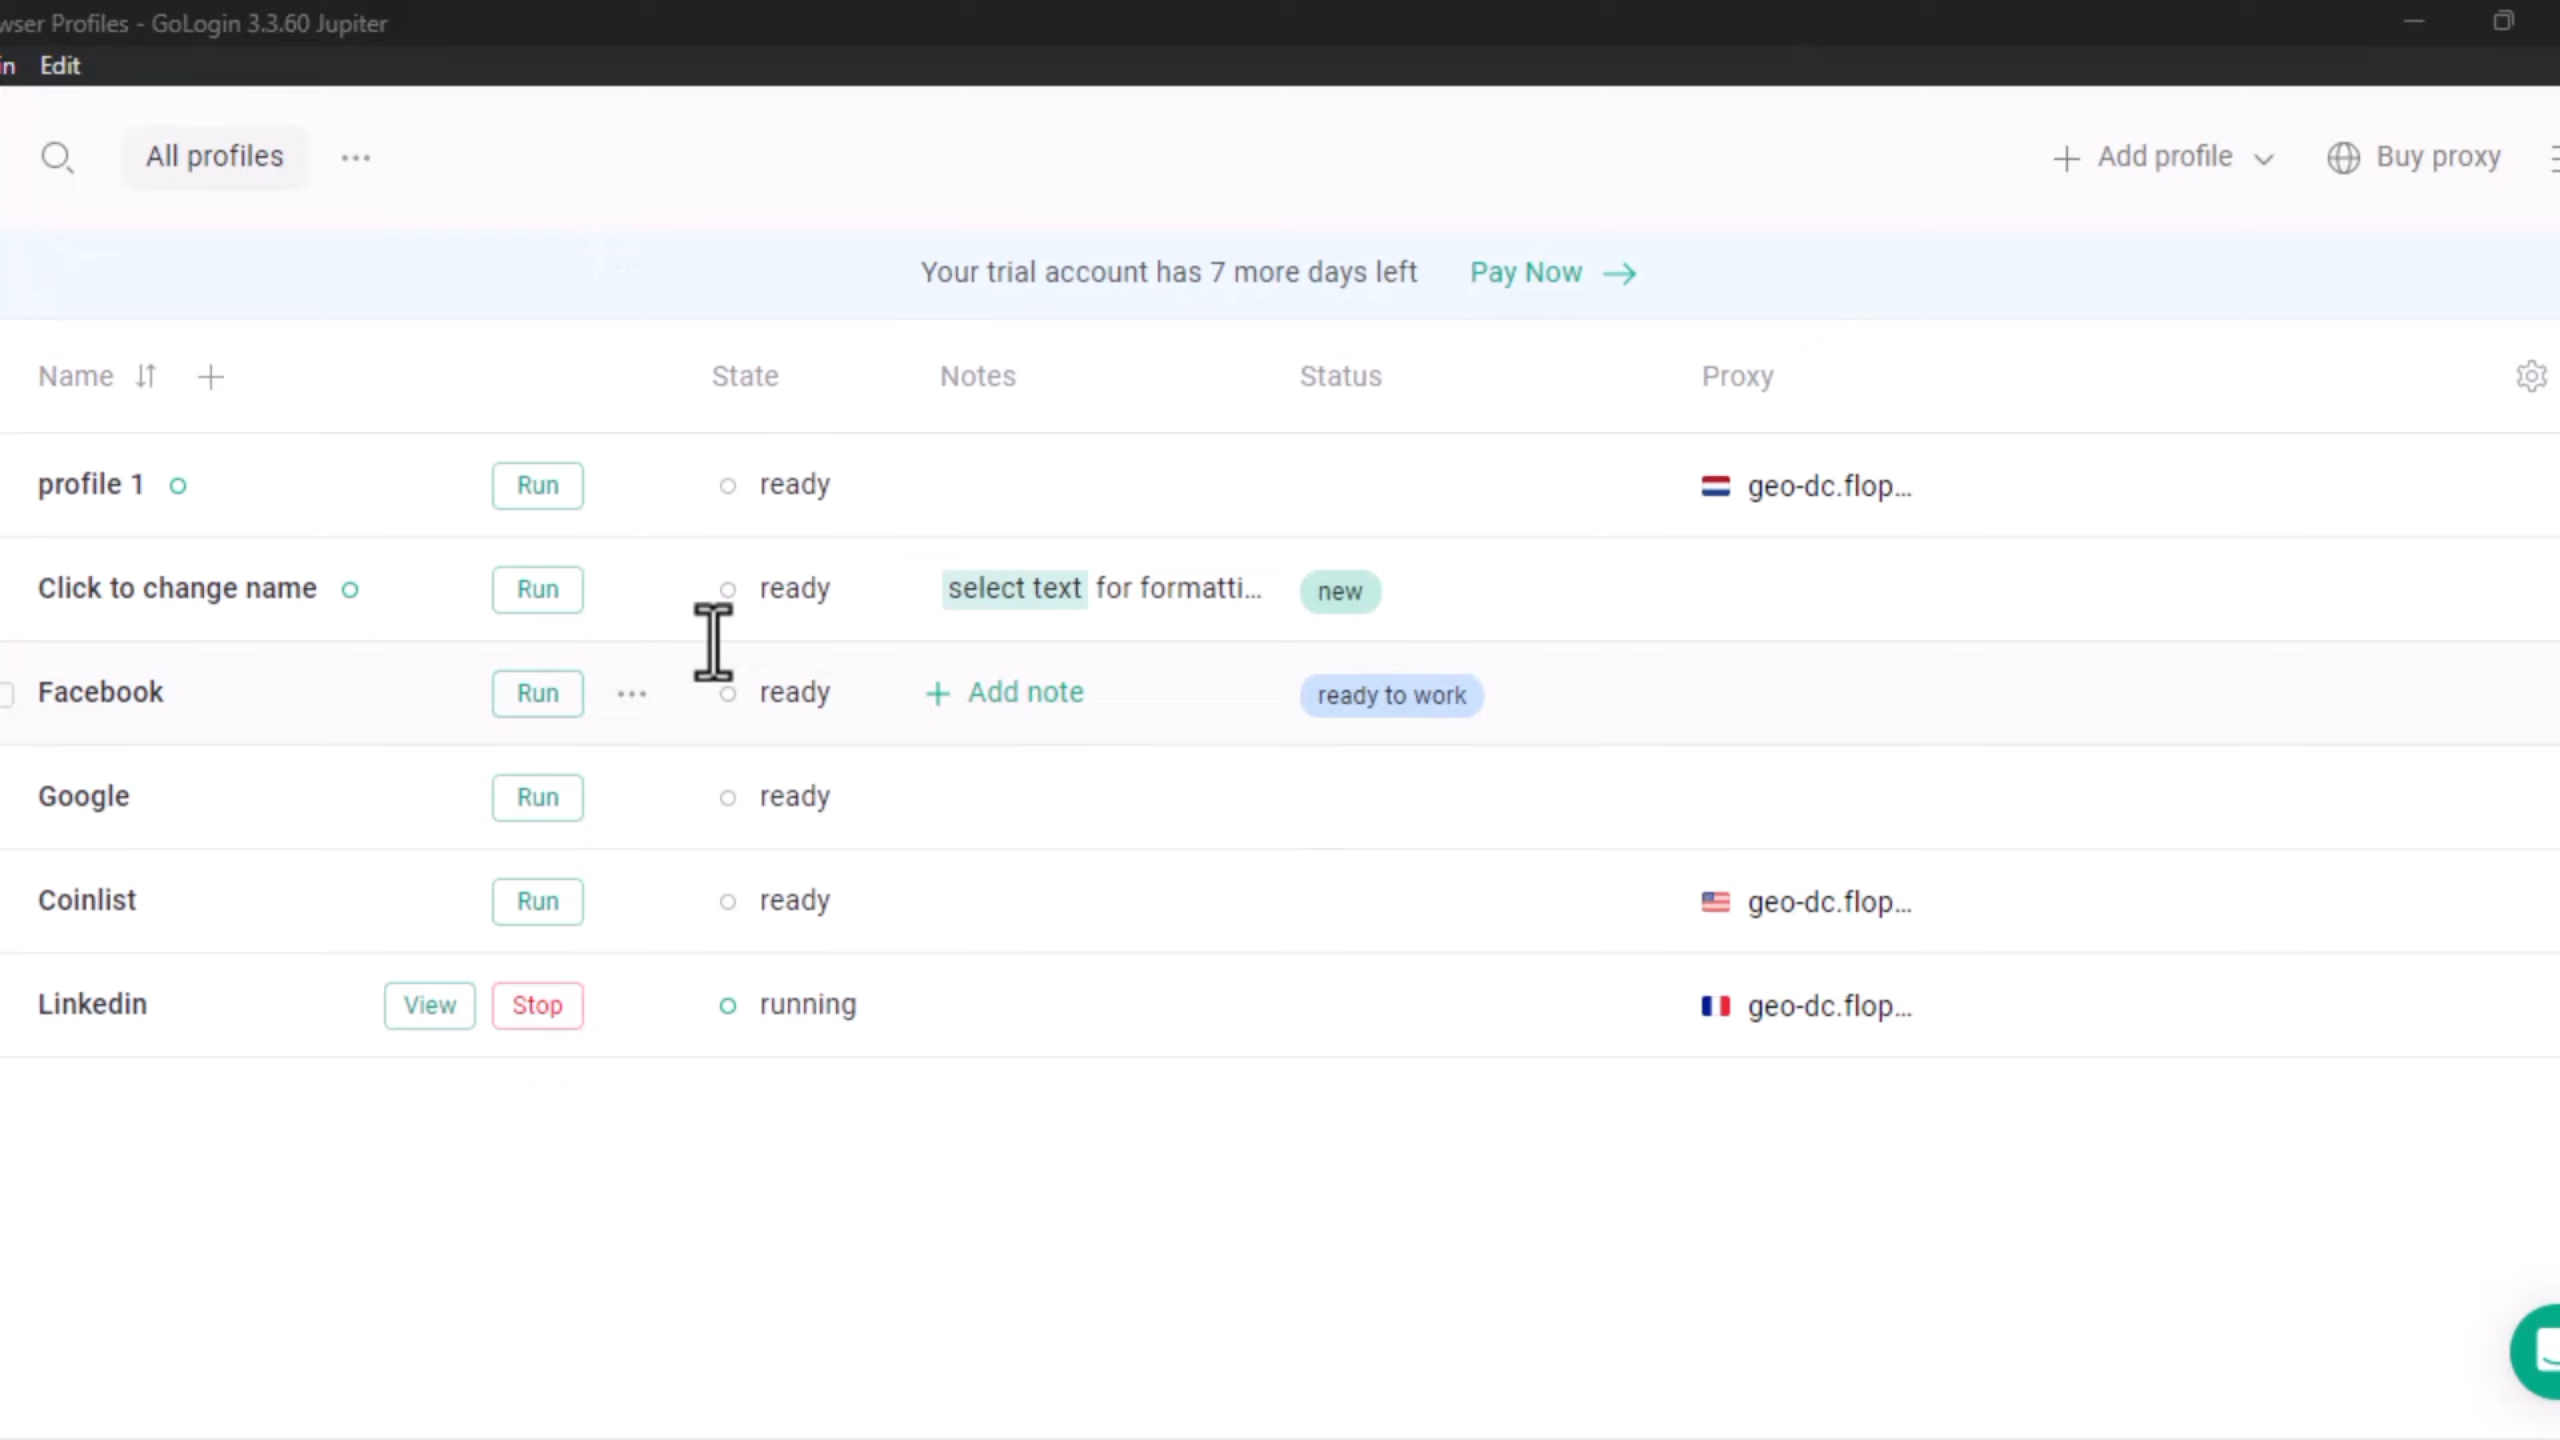 wser Profiles - GoLogin 3.3.60 Jupiter
in Edit
All profiles ... Add profile Buy proxy
Your trial account has 7 more days left Pay Now →
Name + State Notes Status Proxy
profile 1 Run ready geo-dc.flop...
Click to change name Run ready select text for formatti... new
Facebook Run ... ready + Add note ready to work
Google Run ready
Coinlist Run ready geo-dc.flop...
Linkedin View Stop running geo-dc.flop...